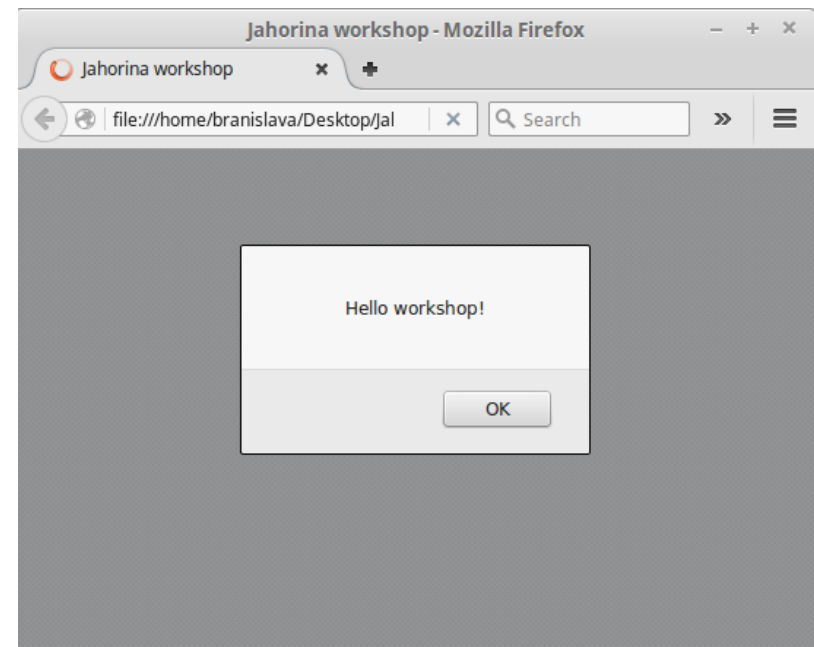 Jahorina workshop - Mozilla Firefox
Jahorina workshop
file:///home/branislava/Desktop/Jal
Search
Hello workshop!
OK